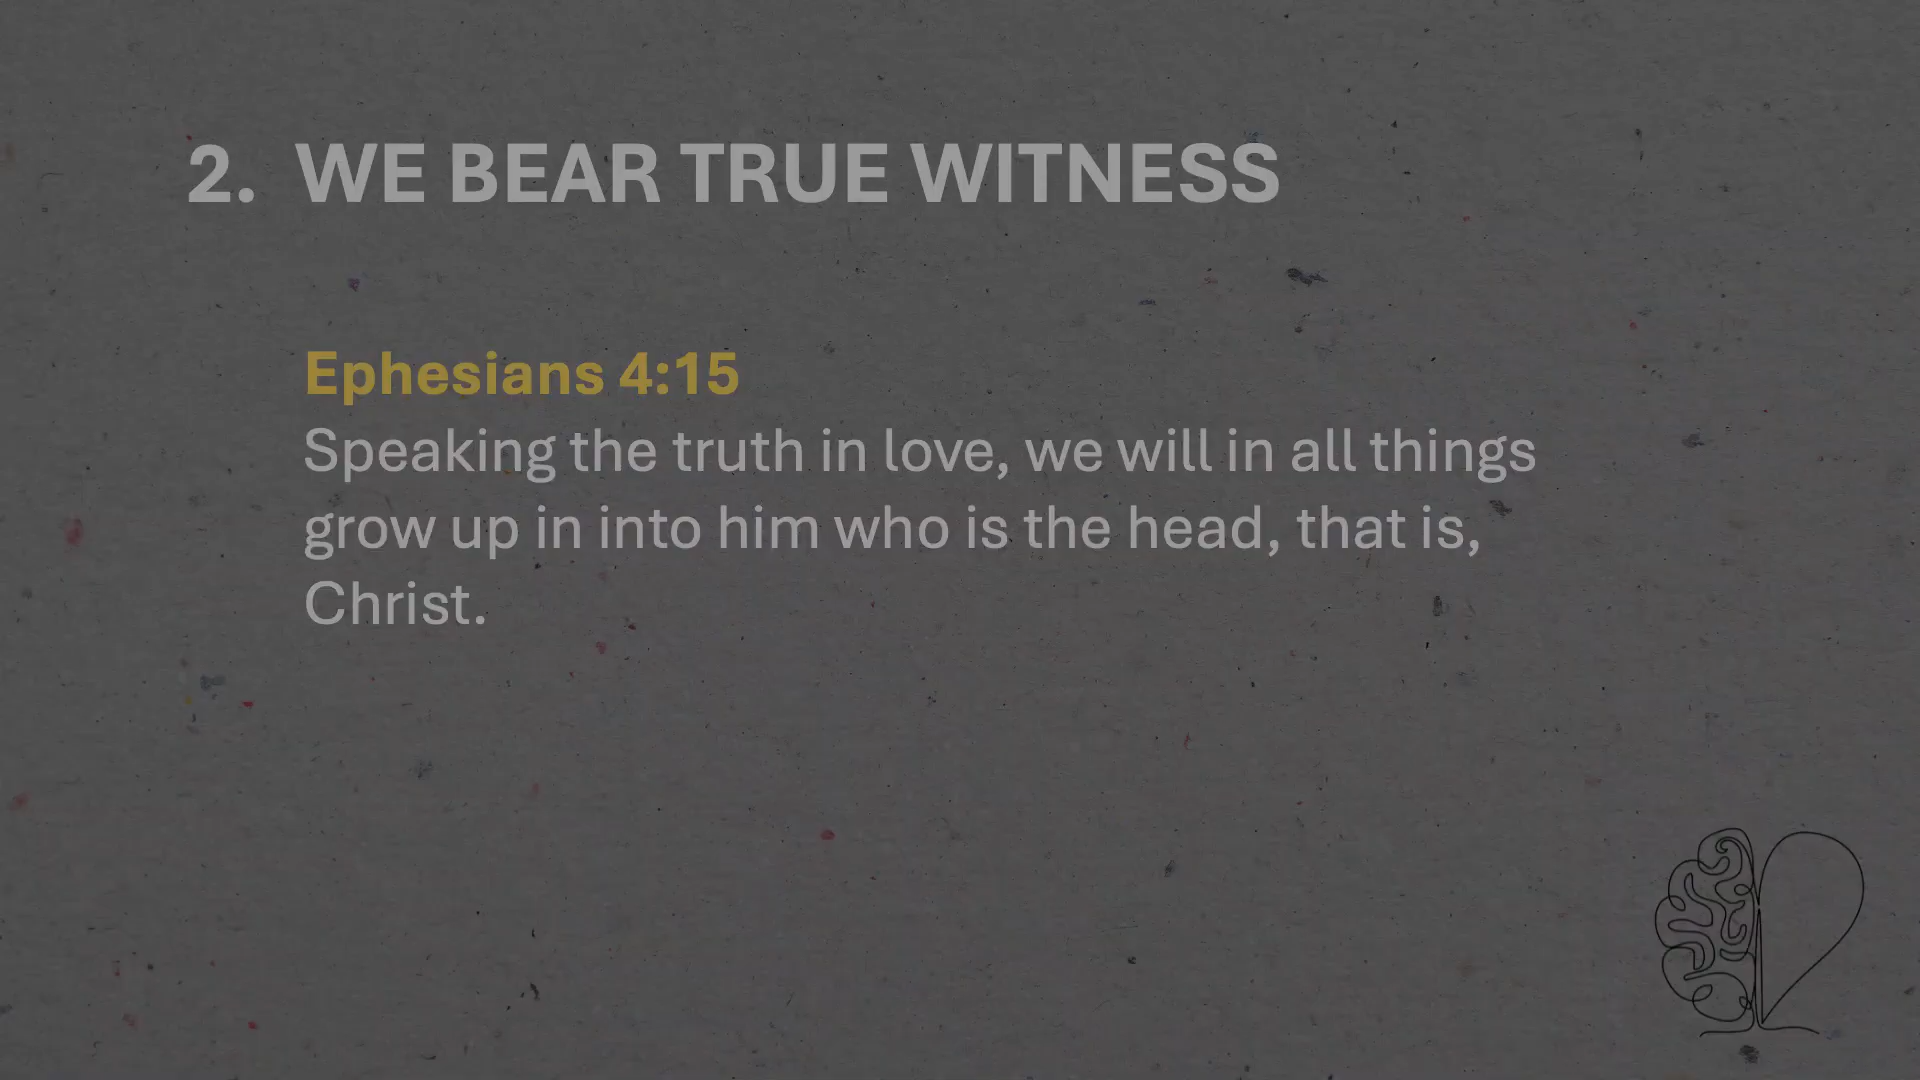 2. WE BEAR TRUE WITNESS
Ephesians 4:15
Speaking the truth in love, we will in all things
grow up in into him who is the head, that is,
Christ.